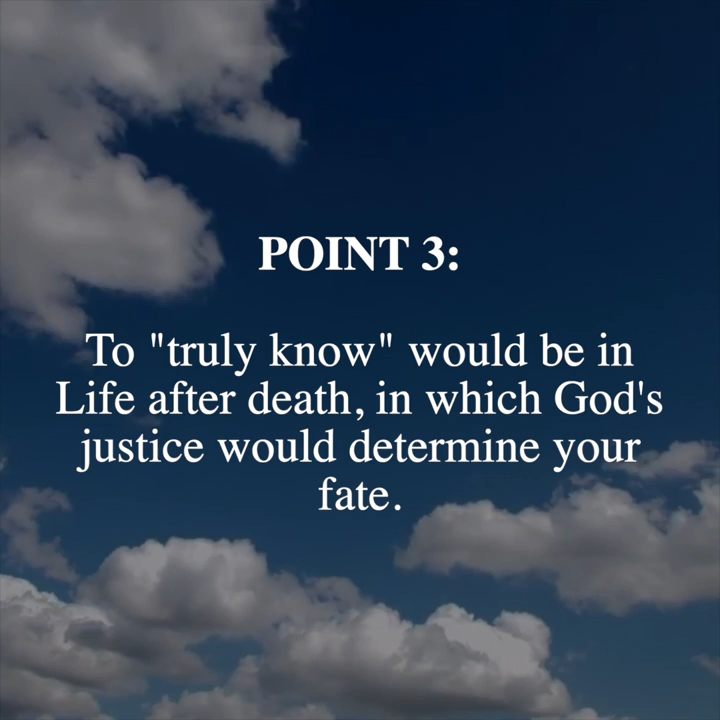 POINT 3:
To "truly know" would be in
Life after death, in which God's
justice would determine your
fate.